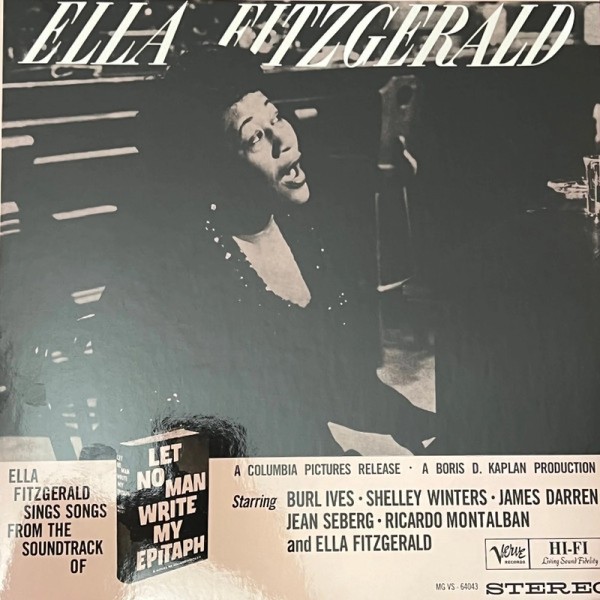 ELLA FITZGERALD
ELLA
FITZGERALD
SINGS SONGS
FROM THE
SOUNDTRACK
OF
LET
NO MAN
WRITE
MY
EPITAPH
A COLUMBIA PICTURES RELEASE · A BORIS D. KAPLAN PRODUCTION
Starring BURL IVES · SHELLEY WINTERS · JAMES DARREN
JEAN SEBERG · RICARDO MONTALBAN
and ELLA FITZGERALD
Verve
RECORDS
HI-FI
Living Sound Fidelity
MG VS-64043 STEREO